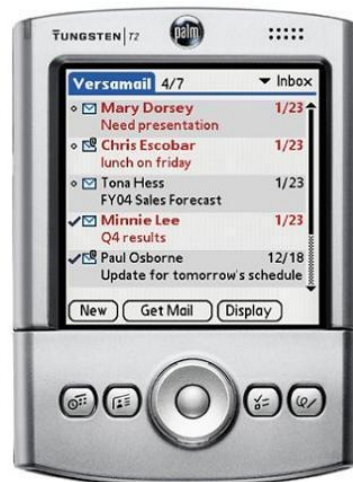 TUNGSTEN | T2
palm
Versamail 4/7 Inbox
Mary Dorsey 1/23
Need presentation
Chris Escobar 1/23
lunch on friday
Tona Hess 1/23
FY04 Sales Forecast
Minnie Lee 1/23
Q4 results
Paul Osborne 12/18
Update for tomorrow's schedule
New Get Mail Display